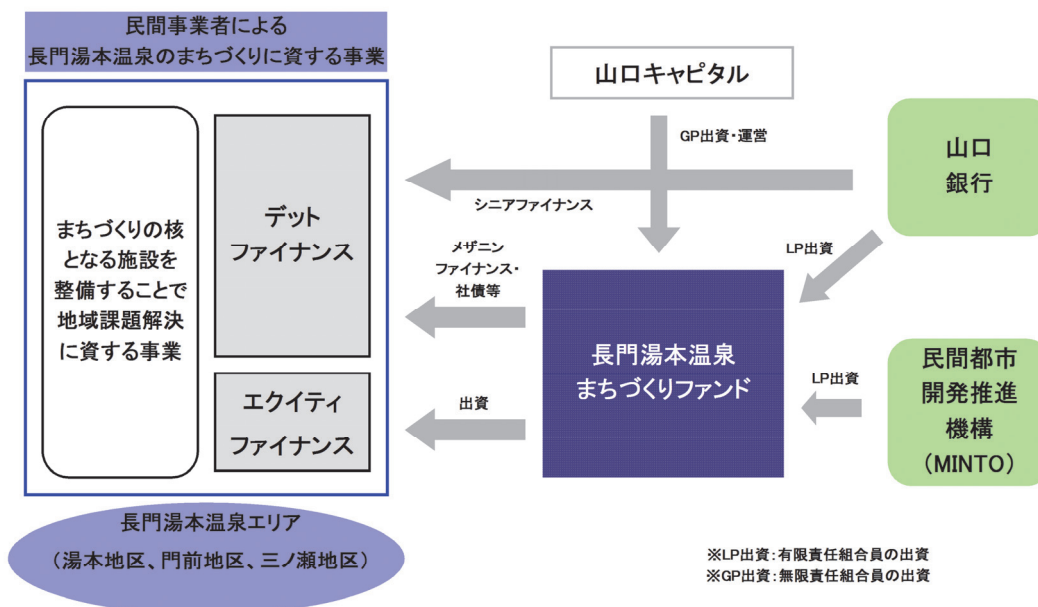 民間事業者による
長門湯本温泉のまちづくりに資する事業
まちづくりの核
となる施設を
整備することで
地域課題解決
に資する事業
デット
ファイナンス
エクイティ
ファイナンス
山口キャピタル
GP出資・運営
シニアファイナンス
メザニン
ファイナンス・
社債等
出資
長門湯本温泉
まちづくりファンド
山口
銀行
LP出資
LP出資
民間都市
開発推進
機構
(MINTO)
長門湯本温泉エリア
(湯本地区、門前地区、三ノ瀬地区)
※LP出資:有限責任組合員の出資
※GP出資:無限責任組合員の出資